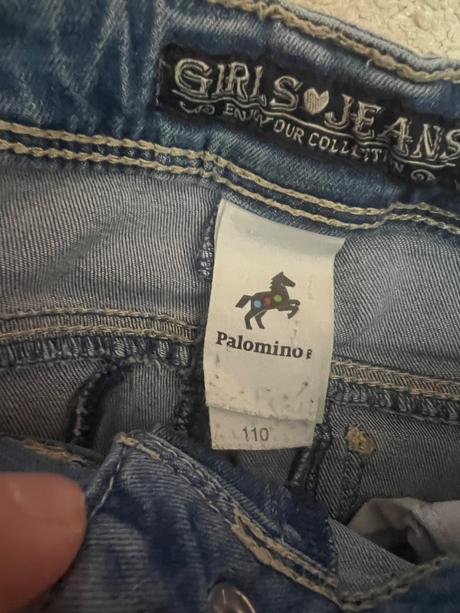 GIRLS♥JEANS
ENJOY OUR COLLECTION
Palomino
110